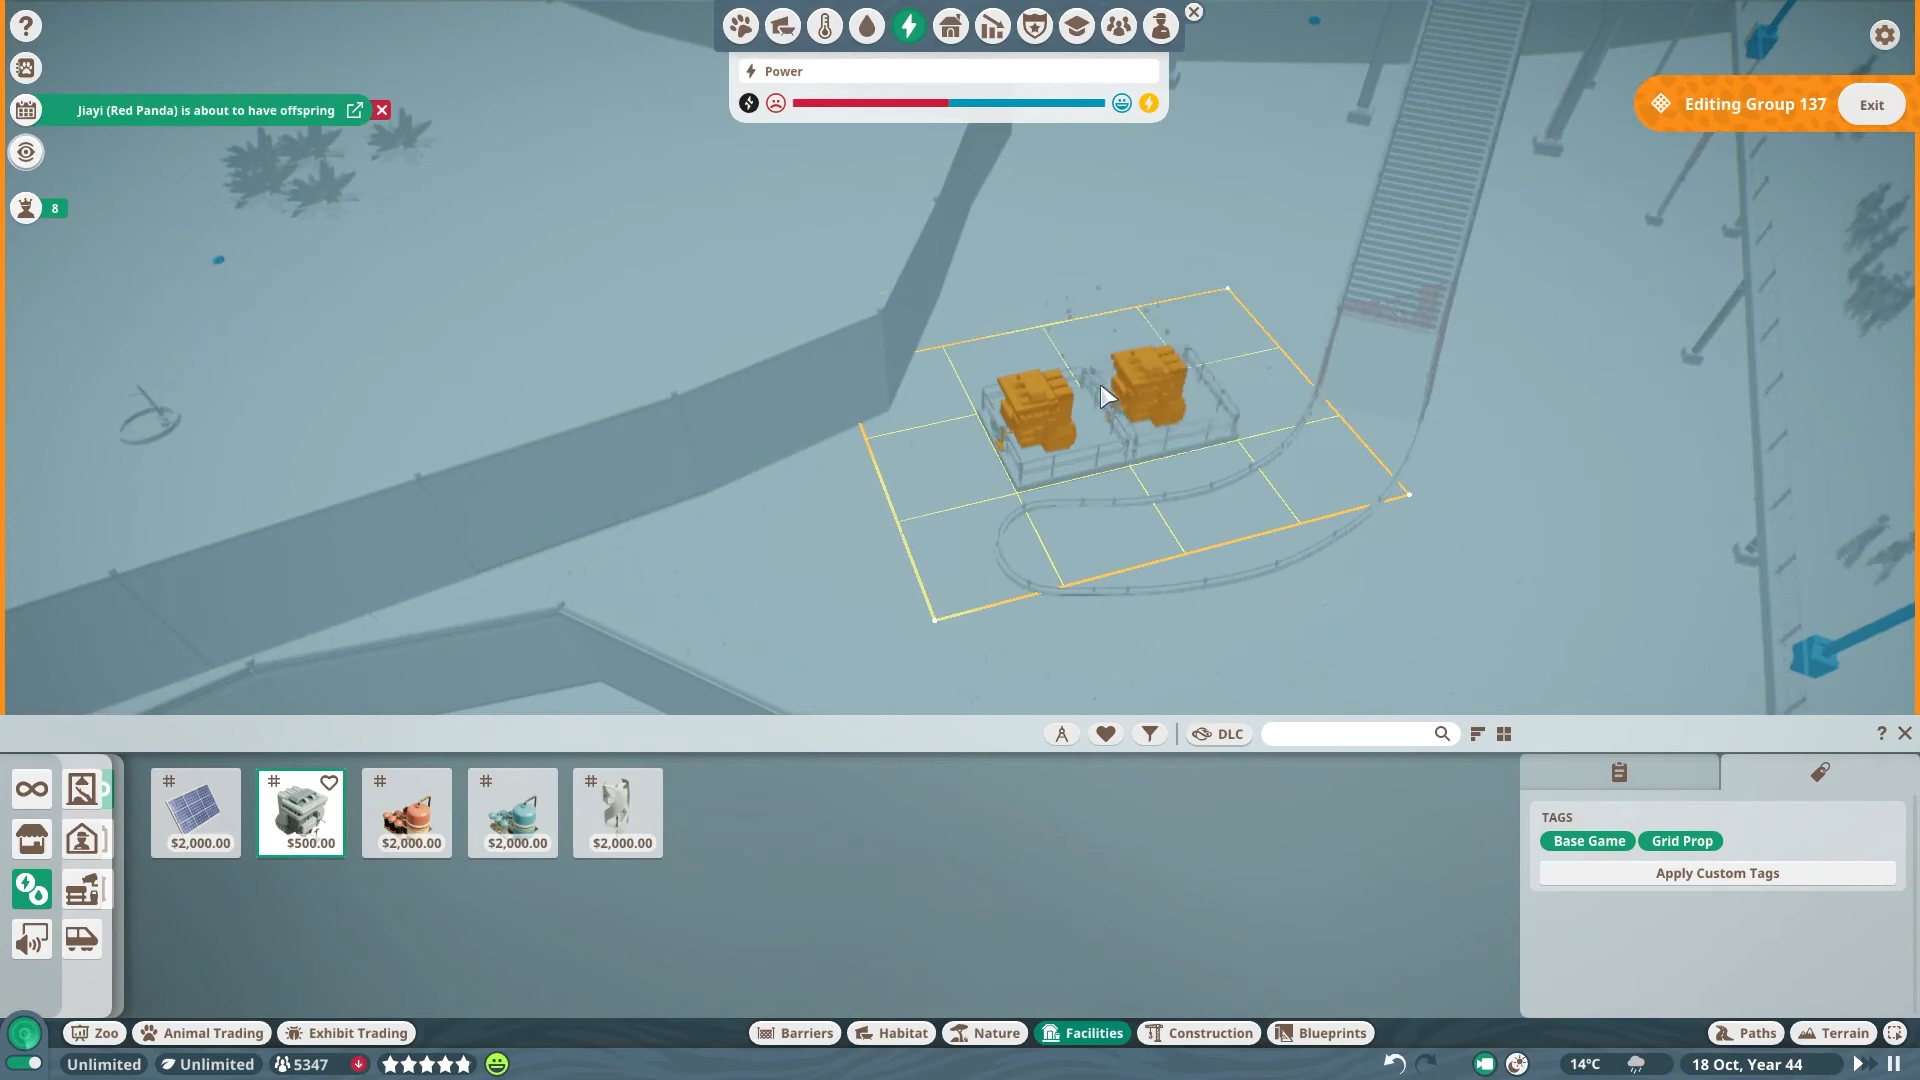 Power
Jiayi (Red Panda) is about to have offspring
Editing Group 137
Exit
8
DLC
?
$2,000.00
$500.00
$2,000.00
$2,000.00
$2,000.00
TAGS
Base Game
Grid Prop
Apply Custom Tags
Zoo
Animal Trading
Exhibit Trading
Barriers
Habitat
Nature
Facilities
Construction
Blueprints
Paths
Terrain
Unlimited
Unlimited
5347
14°C
18 Oct, Year 44